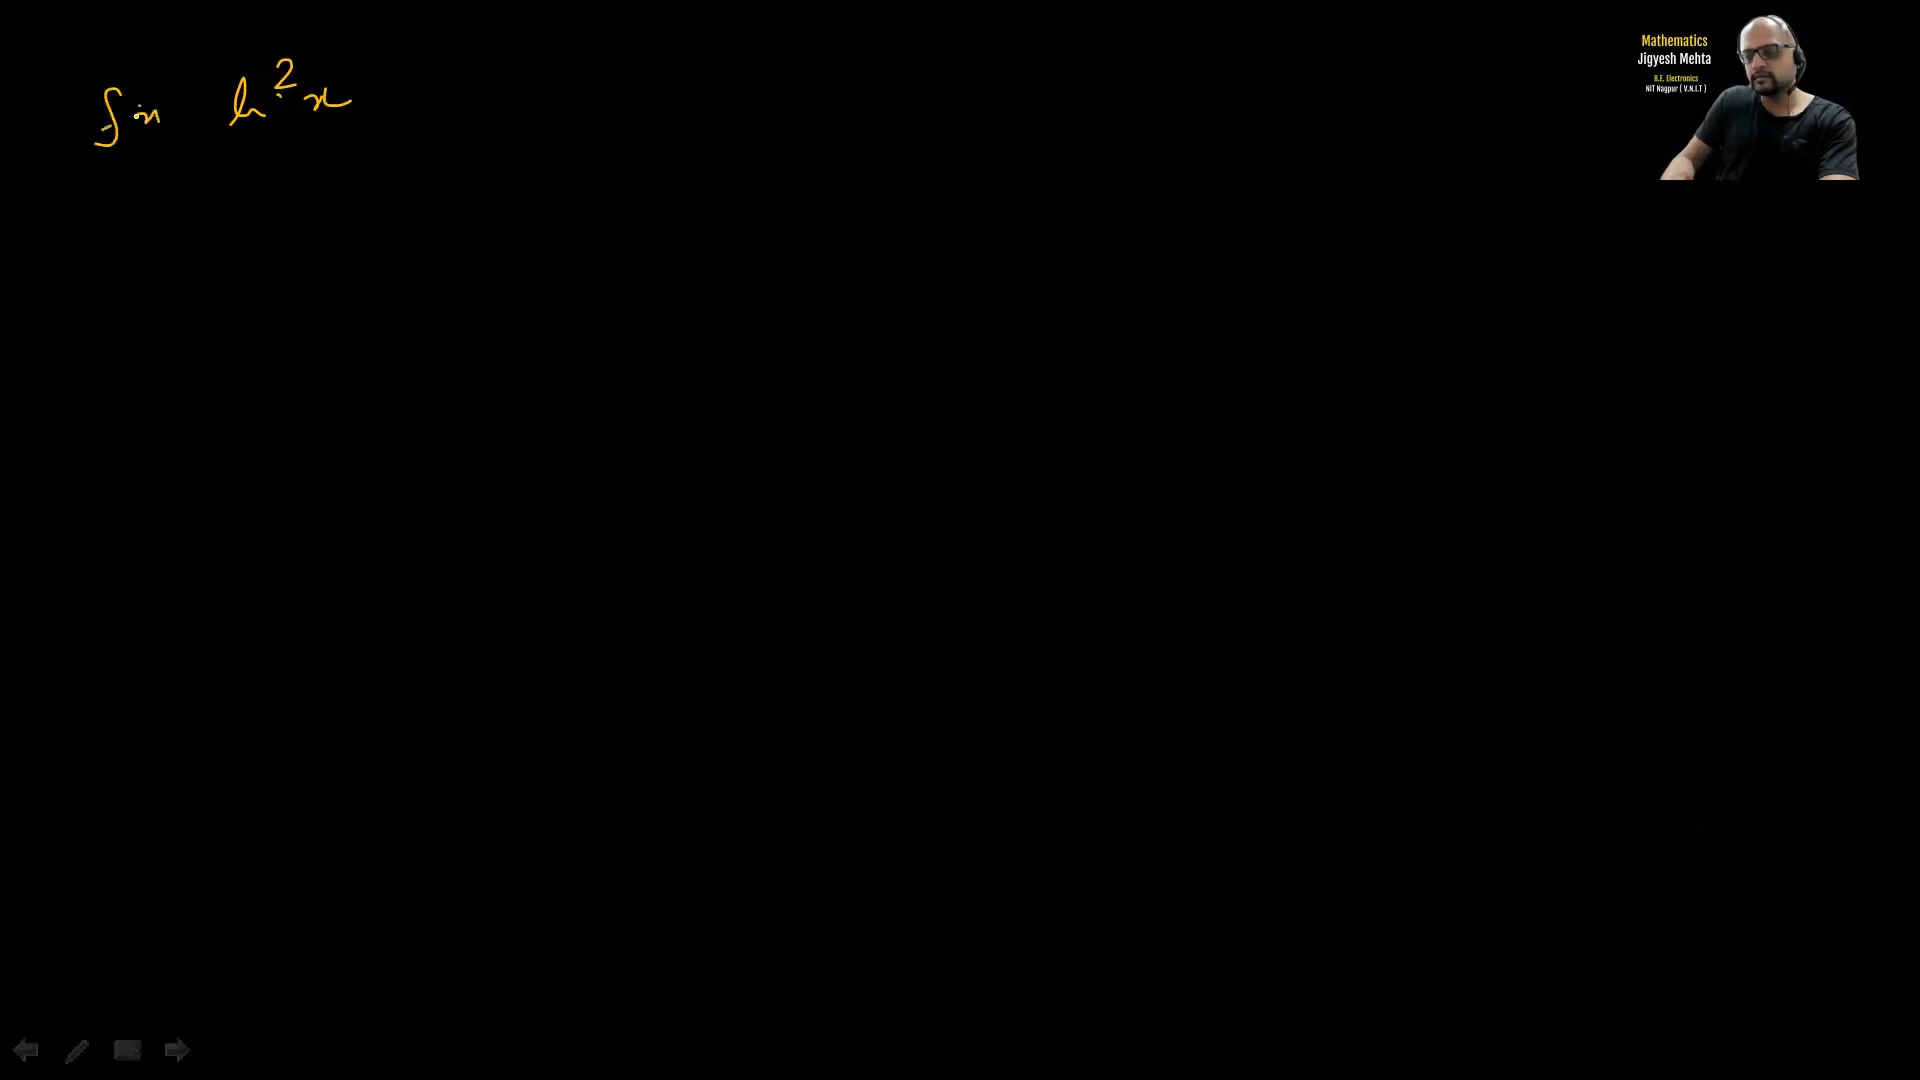 sin h²x
Mathematics
Jigyesh Mehta
B.E. Electronics
NIT Nagpur ( V.N.I.T )